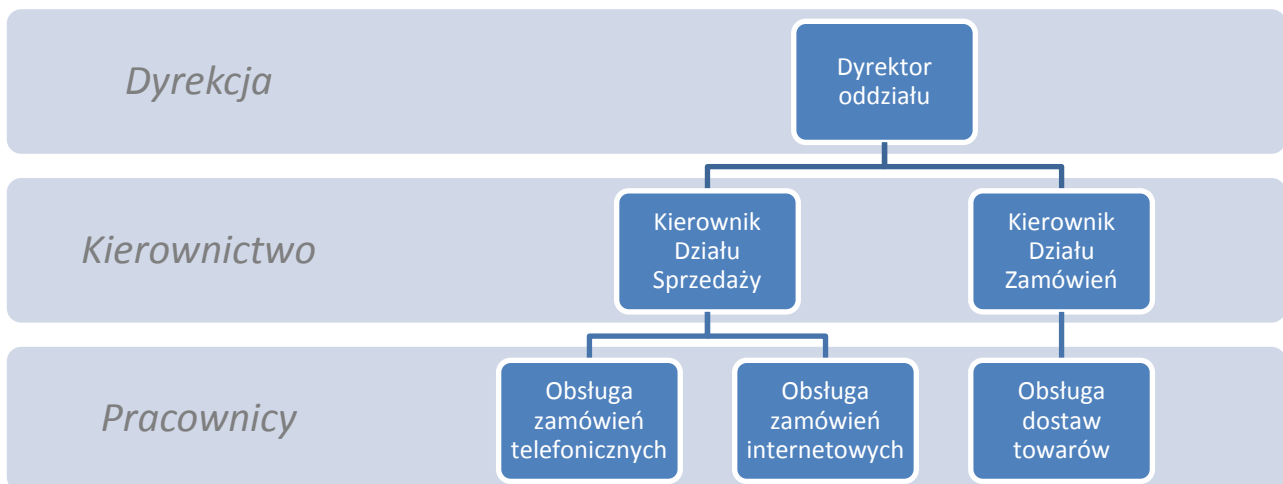 Dyrekcja
Dyrektor
oddziału
Kierownictwo
Kierownik
Działu
Sprzedaży
Kierownik
Działu
Zamówień
Pracownicy
Obsługa
zamówień
telefonicznych
Obsługa
zamówień
internetowych
Obsługa
dostaw
towarów